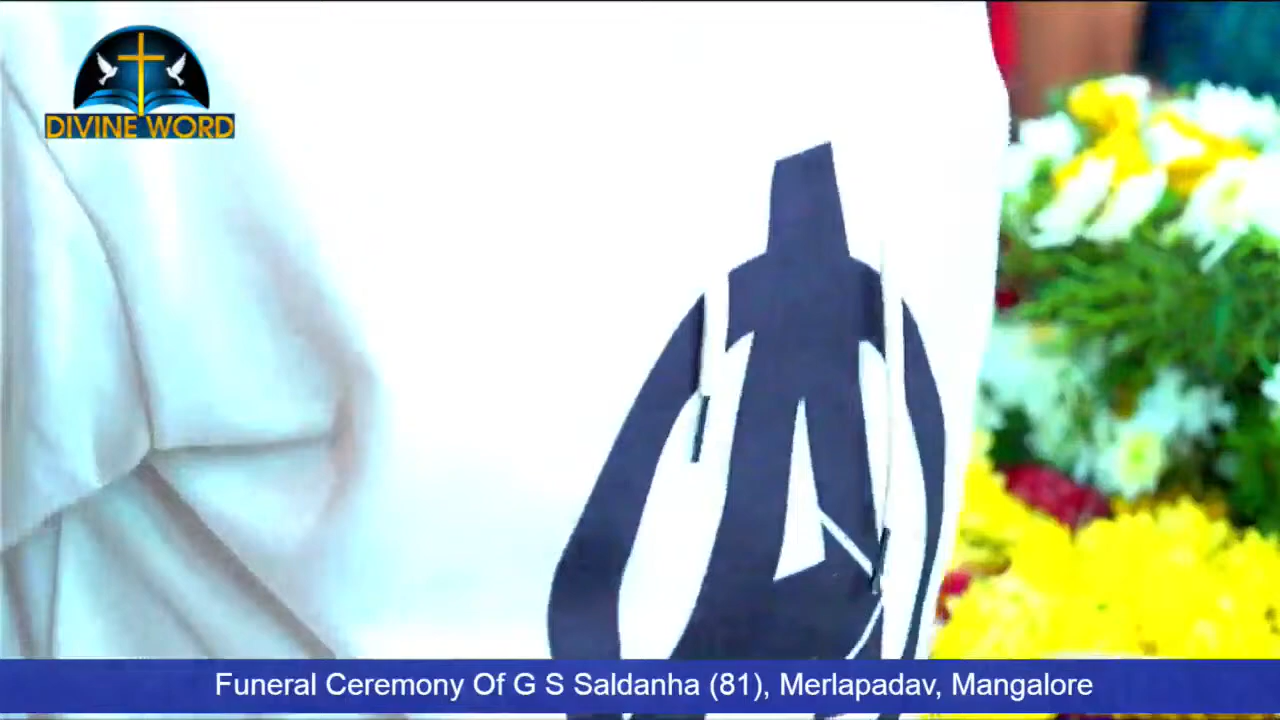 DIVINE WORD
Funeral Ceremony Of G S Saldanha (81), Merlapadav, Mangalore